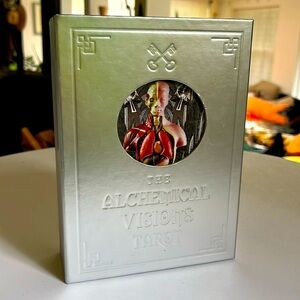 THE
ALCHEMICAL
VISIONS
TAROT